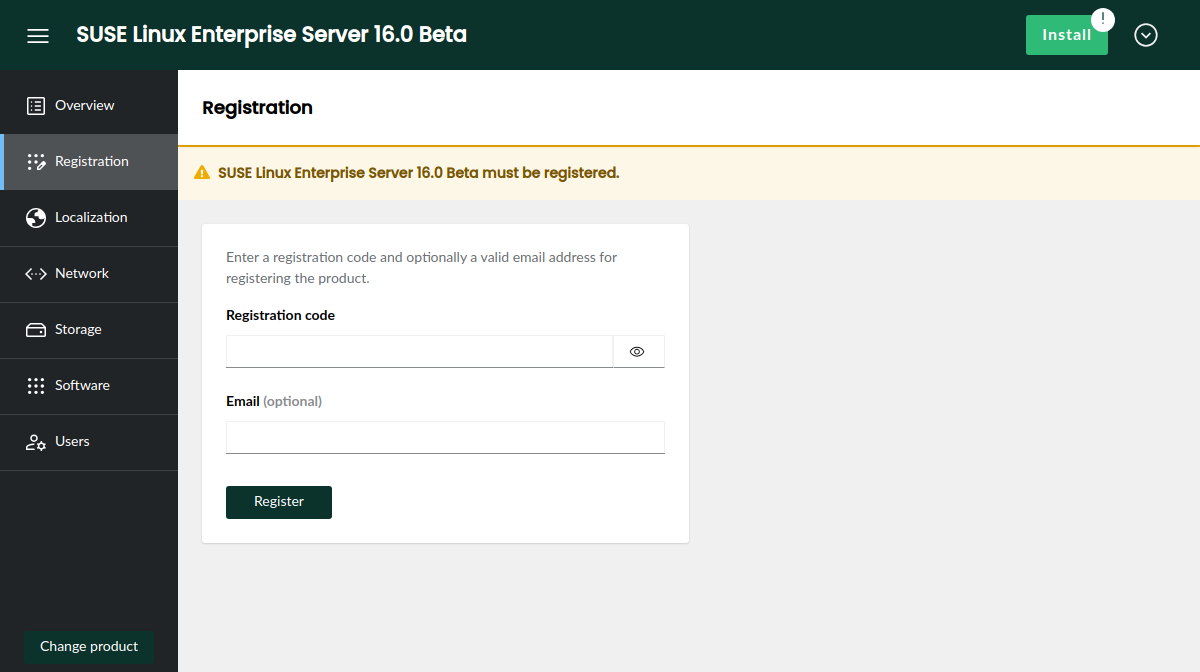 SUSE Linux Enterprise Server 16.0 Beta
Install
!
Overview
Registration
Localization
Network
Storage
Software
Users
Change product
Registration
SUSE Linux Enterprise Server 16.0 Beta must be registered.
Enter a registration code and optionally a valid email address for
registering the product.
Registration code
Email (optional)
Register